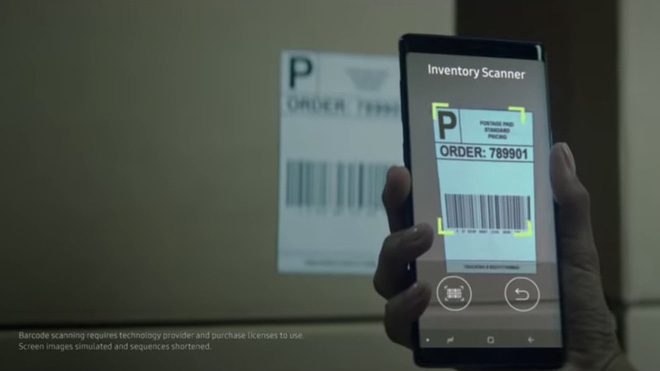 Inventory Scanner
P
ORDER: 78990
P
POSTAGE PAID
STANDARD
PRICING
ORDER: 789901
Barcode scanning requires technology provider and purchase licenses to use.
Screen images simulated and sequences shortened.